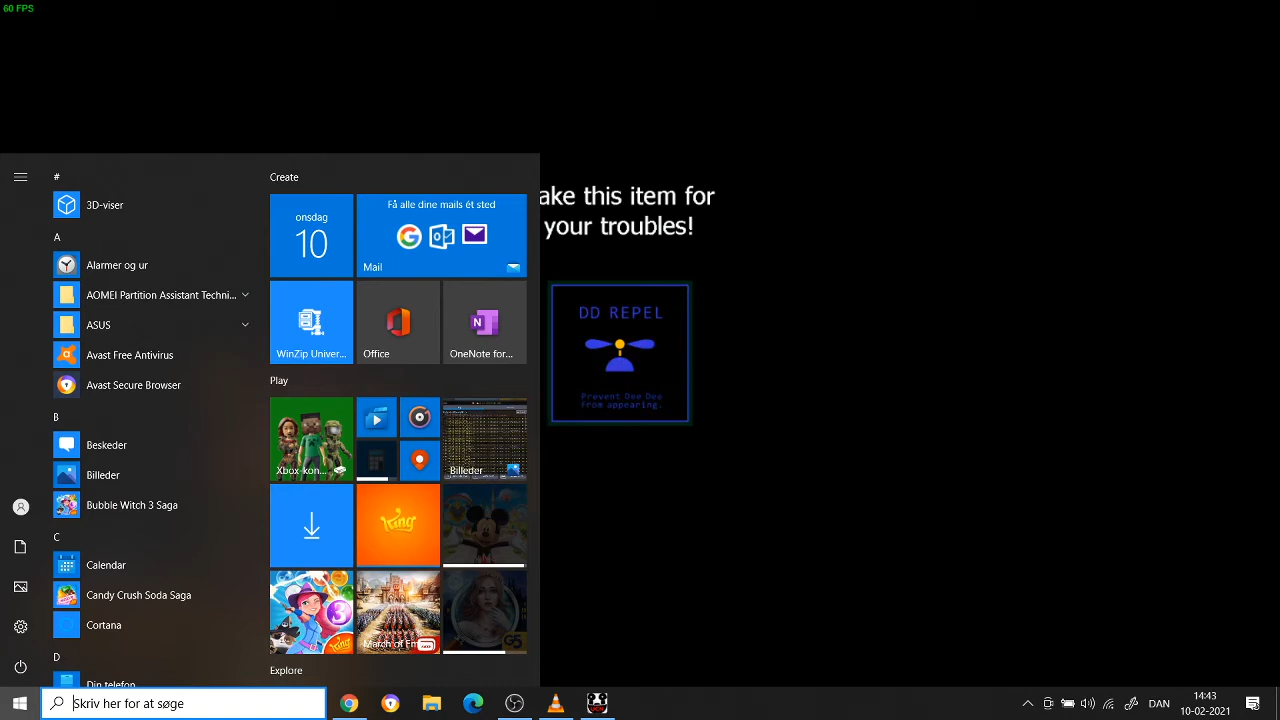 60 FPS
ake this item for
your troubles!
DD REPEL
Prevent Dee Dee
from appearing.
#
3D-viser
A
Alarmer og ur
AOMEI Partition Assistant Techni...
ASUS
Avast Free Antivirus
Avast Secure Browser
B
Beskeder
Billeder
Bubble Witch 3 Saga
C
Calendar
Candy Crush Soda Saga
Cortana
D
Din telefon
Create
onsdag
10
Få alle dine mails ét sted
Mail
WinZip Univer...
Office
OneNote for...
Play
Xbox-kon...
Billeder
King
3
King
March of Em
G5
Explore
Skriv her for at søge
UCN
DAN
14:43
10-02-2021